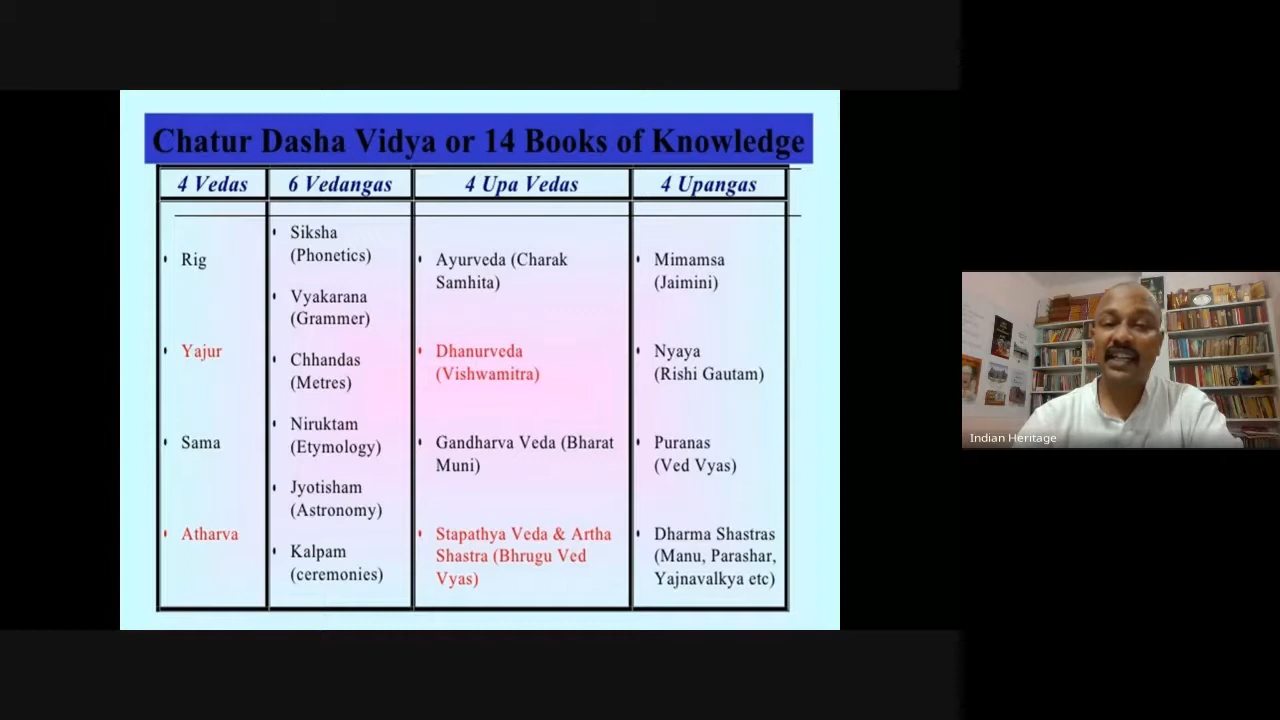 Chatur Dasha Vidya or 14 Books of Knowledge
4 Vedas
6 Vedangas
4 Upa Vedas
4 Upangas
Rig
Yajur
Sama
Atharva
Siksha
(Phonetics)
Vyakarana
(Grammer)
Chhandas
(Metres)
Niruktam
(Etymology)
Jyotisham
(Astronomy)
Kalpam
(ceremonies)
Ayurveda (Charak
Samhita)
Dhanurveda
(Vishwamitra)
Gandharva Veda (Bharat
Muni)
Stapathya Veda & Artha
Shastra (Bhrugu Ved
Vyas)
Mimamsa
(Jaimini)
Nyaya
(Rishi Gautam)
Puranas
(Ved Vyas)
Dharma Shastras
(Manu, Parashar,
Yajnavalkya etc)
Indian Heritage